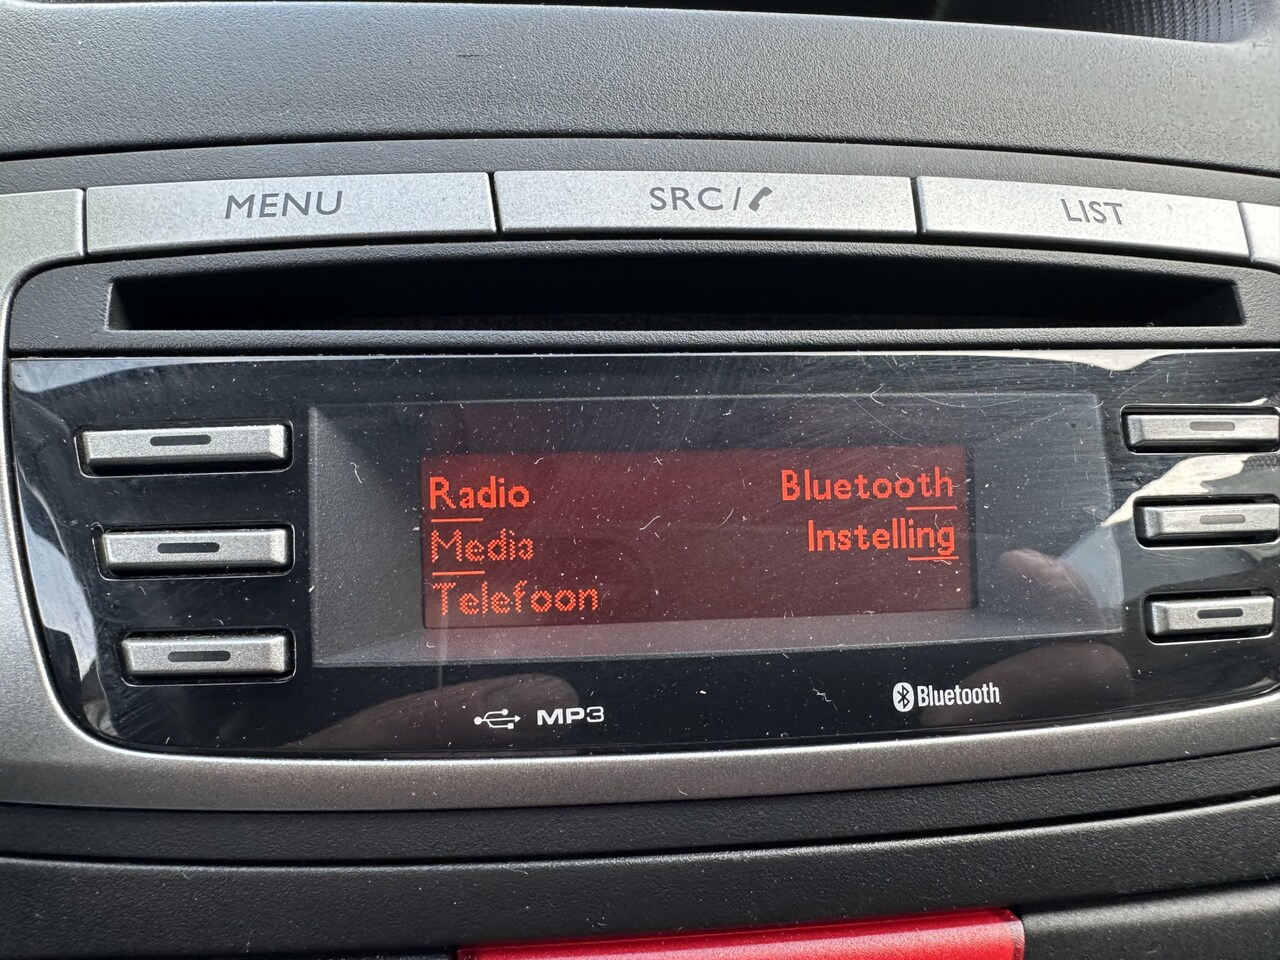 MENU
SRC/
LIST
Radio
Bluetooth
Media
Instelling
Telefoon
MP3
Bluetooth